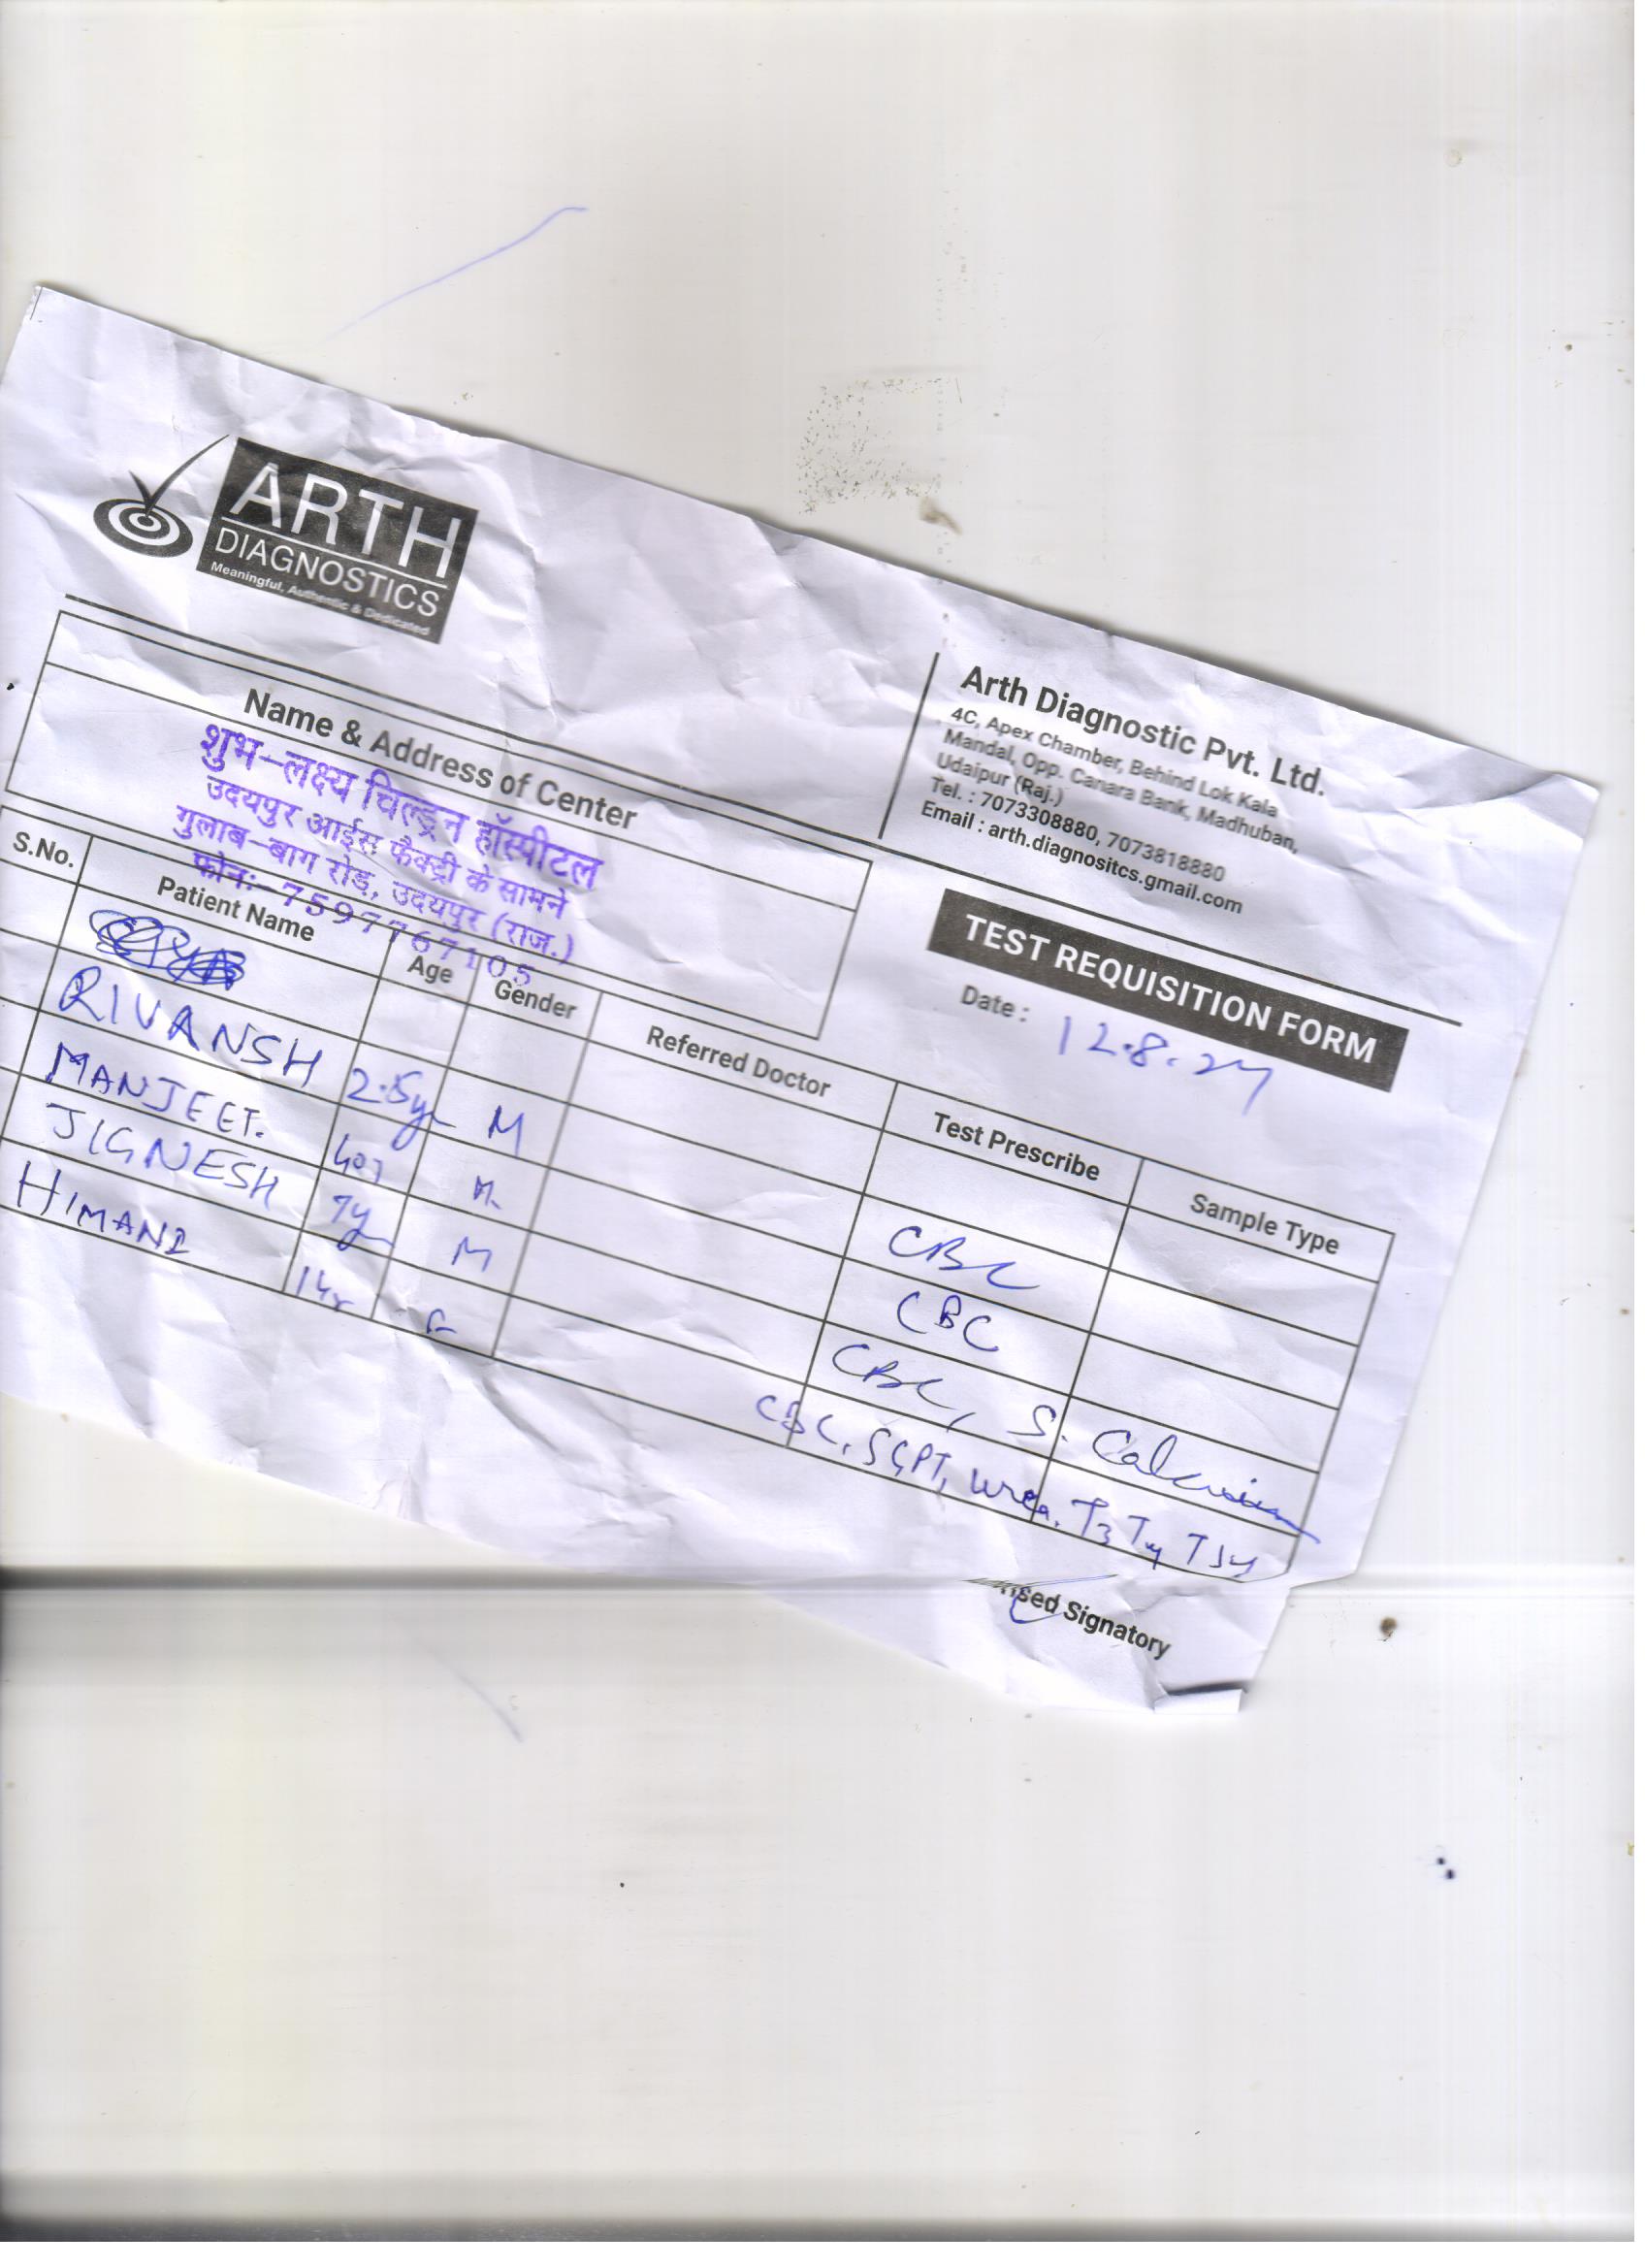 ARTH
DIAGNOSTICS
Meaningful, Authentic & Dedicated
Arth Diagnostic Pvt. Ltd.
4C, Apex Chamber, Behind Lok Kala
Mandal, Opp. Canara Bank, Madhuban,
Udaipur (Raj.)
Tel. : 7073308880, 7073818880
Email : arth.diagnositcs.gmail.com
Name & Address of Center
शुभ-लक्ष्य चिल्ड्रन हॉस्पीटल
उदयपुर आईस फैक्ट्री के सामने
गुलाब-बाग रोड़, उदयपुर (राज.)
फोनः- 7597767105
TEST REQUISITION FORM
Date : 12.8.24
S.No. Patient Name Age Gender Referred Doctor Test Prescribe Sample Type
RIVANSH 2.5y M CBC
MANJEET. M. CBC
JIGNESH 7y M CBC, S. Calcium
HIMANI 14y F CBC, SGPT, Urea, T3 T4 TSH
Signatory